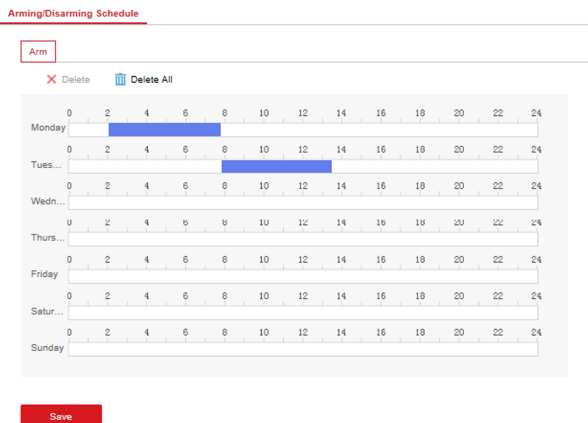 Arming/Disarming Schedule
Arm
Delete Delete All
0 2 4 6 8 10 12 14 16 18 20 22 24
Monday
0 2 4 6 8 10 12 14 16 18 20 22 24
Tues...
0 2 4 6 8 10 12 14 16 18 20 22 24
Wedn...
0 2 4 6 8 10 12 14 16 18 20 22 24
Thurs...
0 2 4 6 8 10 12 14 16 18 20 22 24
Friday
0 2 4 6 8 10 12 14 16 18 20 22 24
Satur...
0 2 4 6 8 10 12 14 16 18 20 22 24
Sunday
Save